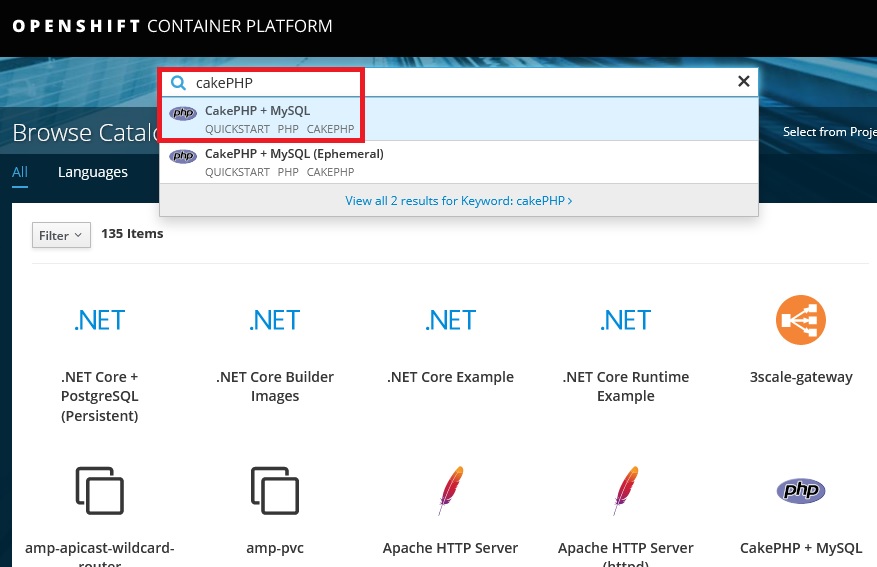 OPENSHIFT CONTAINER PLATFORM
cakePHP
php CakePHP + MySQL
QUICKSTART PHP CAKEPHP
php CakePHP + MySQL (Ephemeral)
QUICKSTART PHP CAKEPHP
View all 2 results for Keyword: cakePHP
Browse Catalo
Select from Proje
All Languages
Filter 135 Items
.NET .NET .NET .NET
.NET Core + .NET Core Builder .NET Core Example .NET Core Runtime 3scale-gateway
PostgreSQL Images Example
(Persistent)
php
amp-apicast-wildcard- amp-pvc Apache HTTP Server Apache HTTP Server CakePHP + MySQL
router (httpd)